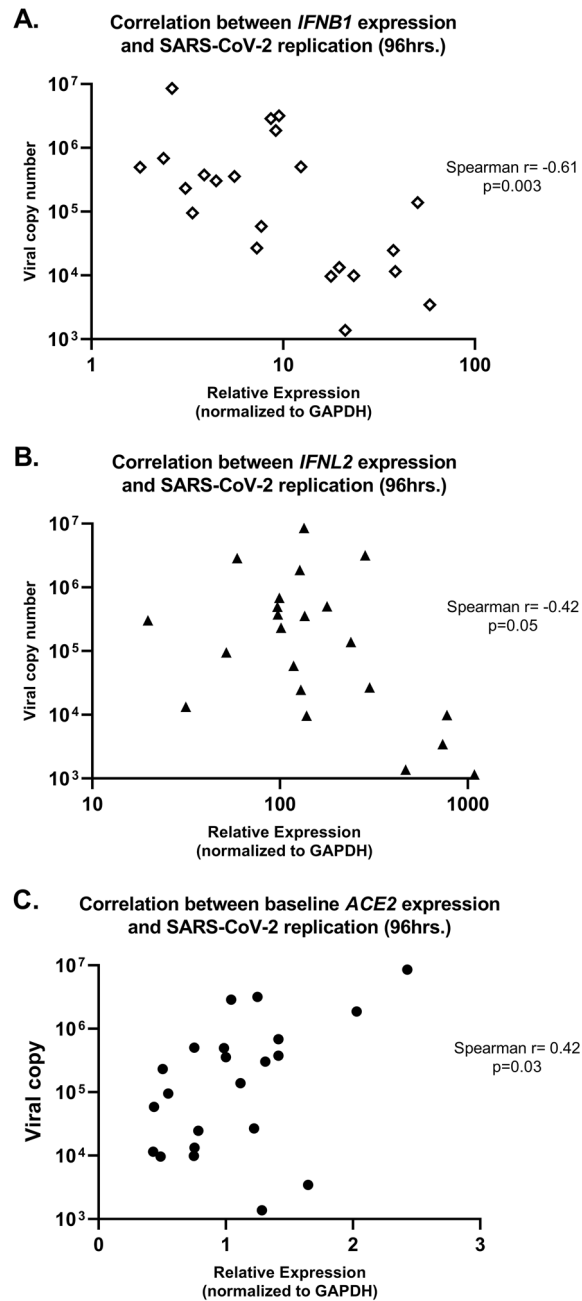 A.
Correlation between IFNB1 expression
and SARS-CoV-2 replication (96hrs.)
10⁷
10⁶
10⁵
10⁴
10³
Viral copy number
Spearman r= -0.61
p=0.003
1
10
100
Relative Expression
(normalized to GAPDH)
B.
Correlation between IFNL2 expression
and SARS-CoV-2 replication (96hrs.)
10⁷
10⁶
10⁵
10⁴
10³
Viral copy number
Spearman r= -0.42
p=0.05
10
100
1000
Relative Expression
(normalized to GAPDH)
C.
Correlation between baseline ACE2 expression
and SARS-CoV-2 replication (96hrs.)
10⁷
10⁶
10⁵
10⁴
10³
Viral copy
Spearman r= 0.42
p=0.03
0
1
2
3
Relative Expression
(normalized to GAPDH)